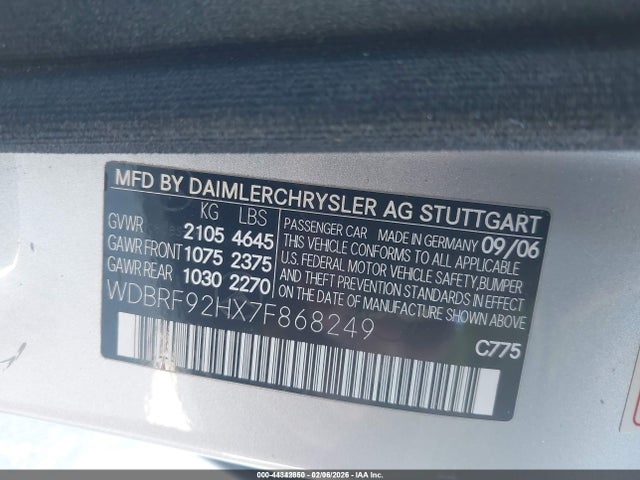 MFD BY DAIMLERCHRYSLER AG STUTTGART
KG LBS
GVWR 2105 4645
GAWR FRONT 1075 2375
GAWR REAR 1030 2270
PASSENGER CAR MADE IN GERMANY 09/06
THIS VEHICLE CONFORMS TO ALL APPLICABLE
U.S. FEDERAL MOTOR VEHICLE SAFETY, BUMPER
AND THEFT PREVENTION STANDARDS IN EFFECT
ON THE DATE OF MANUFACTURE SHOWN ABOVE
WDBRF92HX7F868249
C775
000-44342850 - 02/06/2026 - IAAI.com